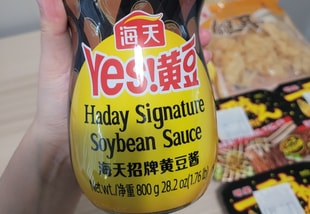 海天
Yes!黄豆
Haday Signature
Soybean Sauce
海天招牌黄豆酱
Net wt./净重 800 g 28.2 oz(1.76 lb)